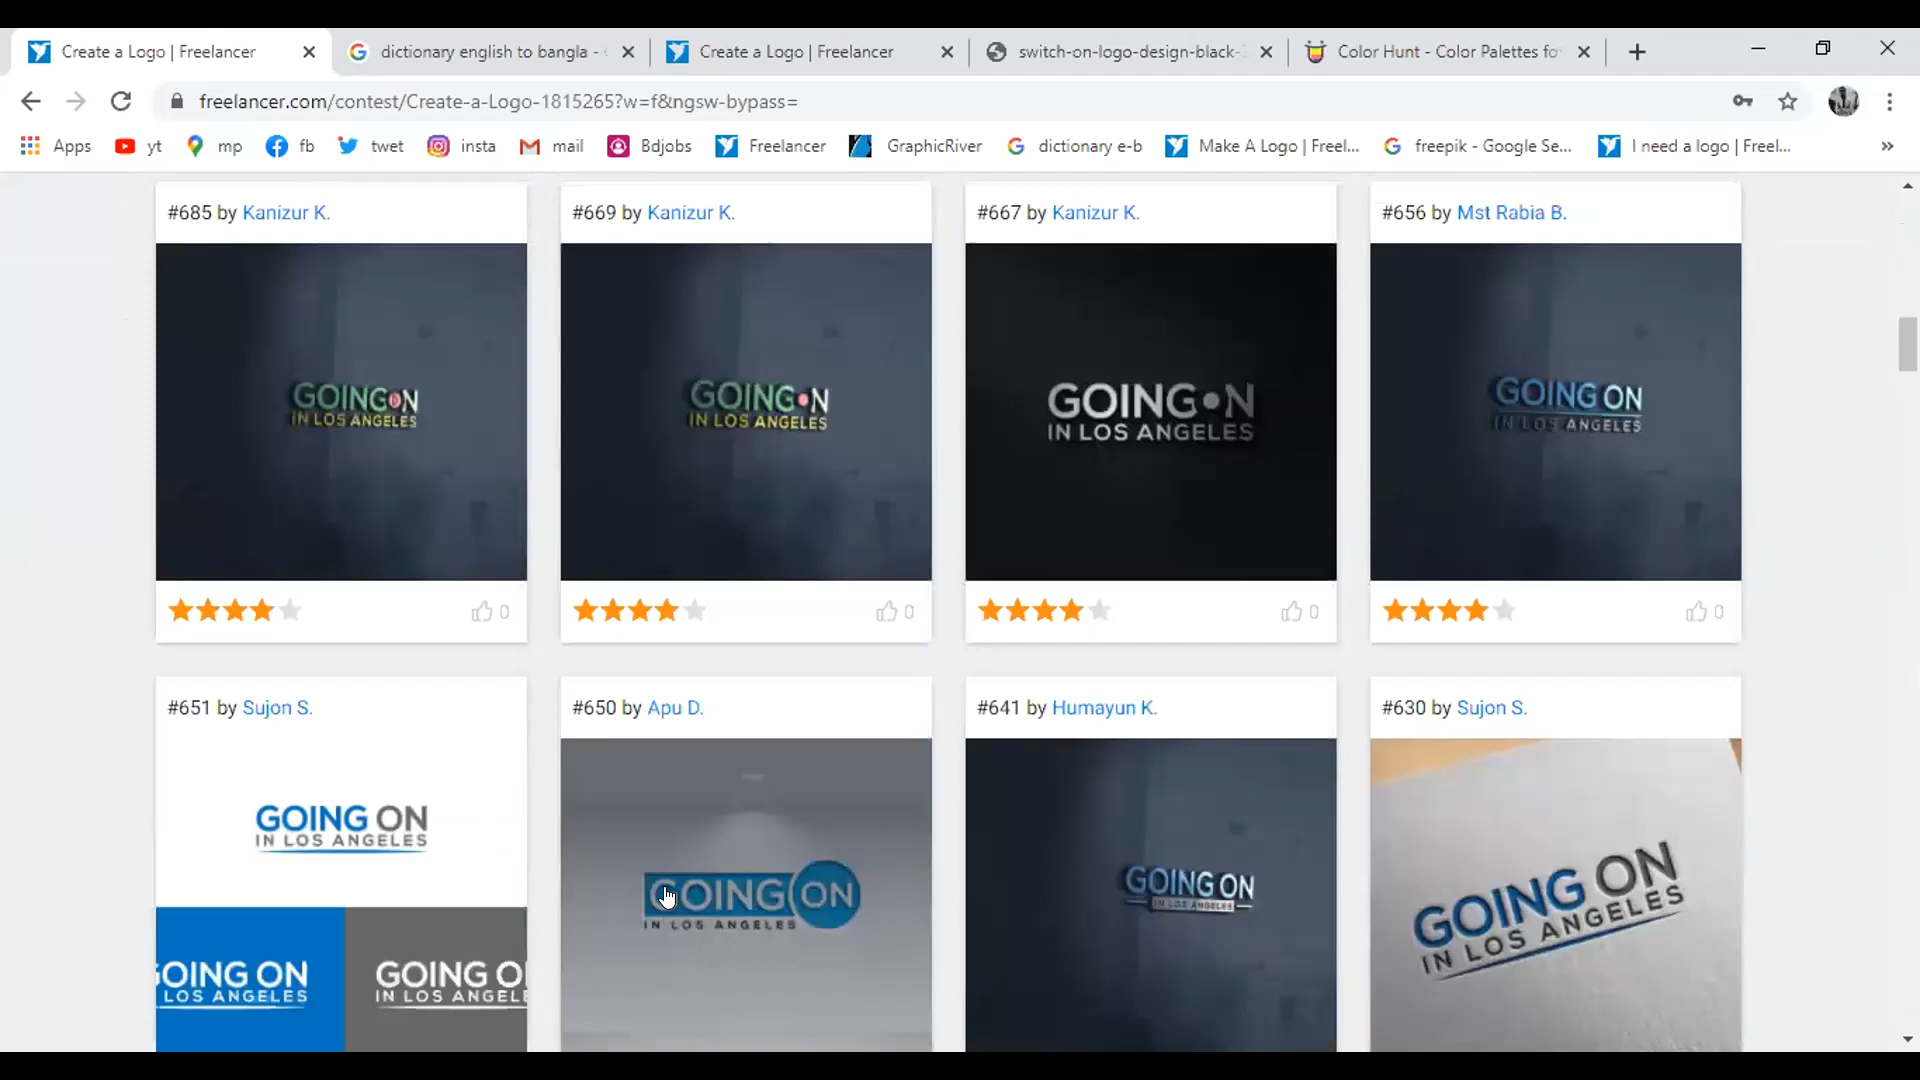 Create a Logo | Freelancer
dictionary english to bangla -
Create a Logo | Freelancer
switch-on-logo-design-black-
Color Hunt - Color Palettes fo
freelancer.com/contest/Create-a-Logo-1815265?w=f&ngsw-bypass=
Apps
yt
mp
fb
twet
insta
mail
Bdjobs
Freelancer
GraphicRiver
dictionary e-b
Make A Logo | Freel...
freepik - Google Se...
I need a logo | Freel...
»
#685 by Kanizur K.
#669 by Kanizur K.
#667 by Kanizur K.
#656 by Mst Rabia B.
GOING N
IN LOS ANGELES
GOING N
IN LOS ANGELES
GOING N
IN LOS ANGELES
GOING ON
IN LOS ANGELES
0
0
0
0
#651 by Sujon S.
#650 by Apu D.
#641 by Humayun K.
#630 by Sujon S.
GOING ON
IN LOS ANGELES
GOING ON
IN LOS ANGELES
GOING ON
IN LOS ANGELES
GOING ON
IN LOS ANGELES
OING ON
LOS ANGELES
GOING O
IN LOS ANGELE